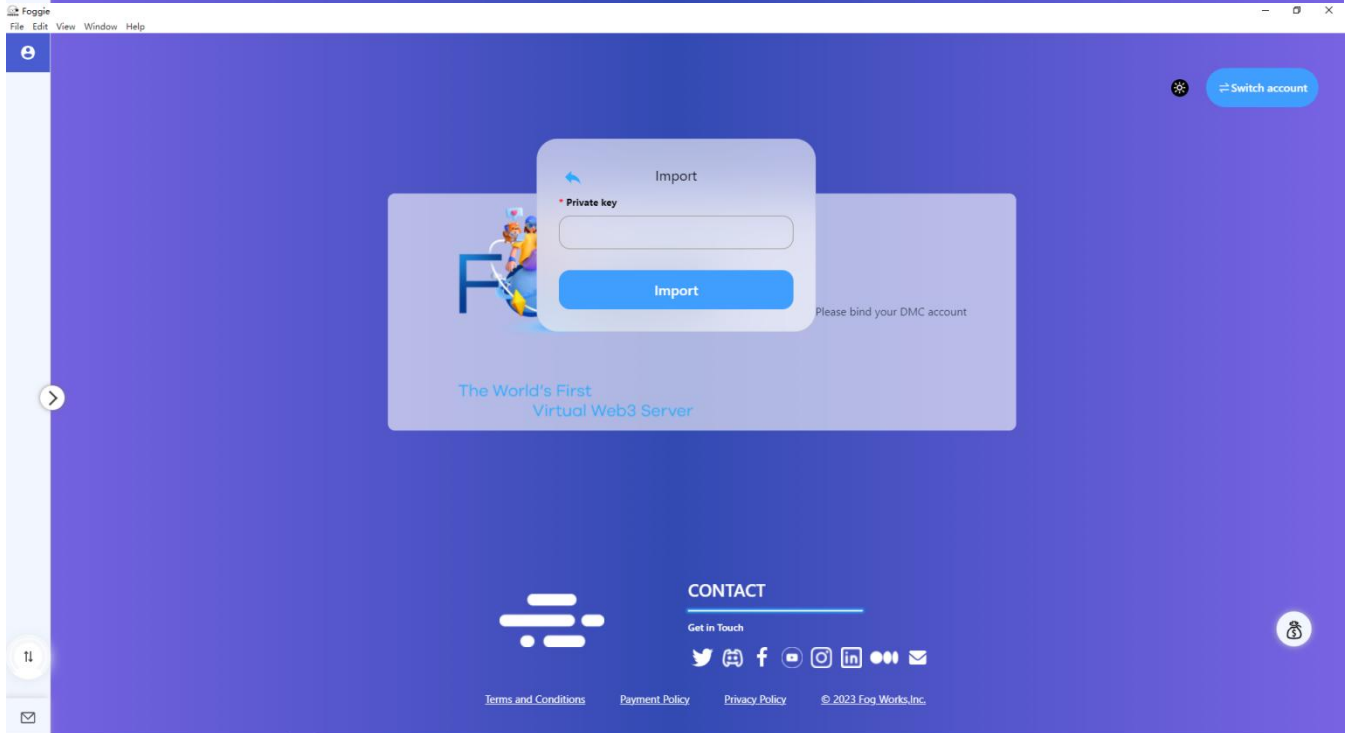 Foggie
File Edit View Window Help
Switch account
Import
* Private key
Import
Please bind your DMC account
The World's First
Virtual Web3 Server
CONTACT
Get in Touch
Terms and Conditions Payment Policy Privacy Policy © 2023 Fog Works,Inc.